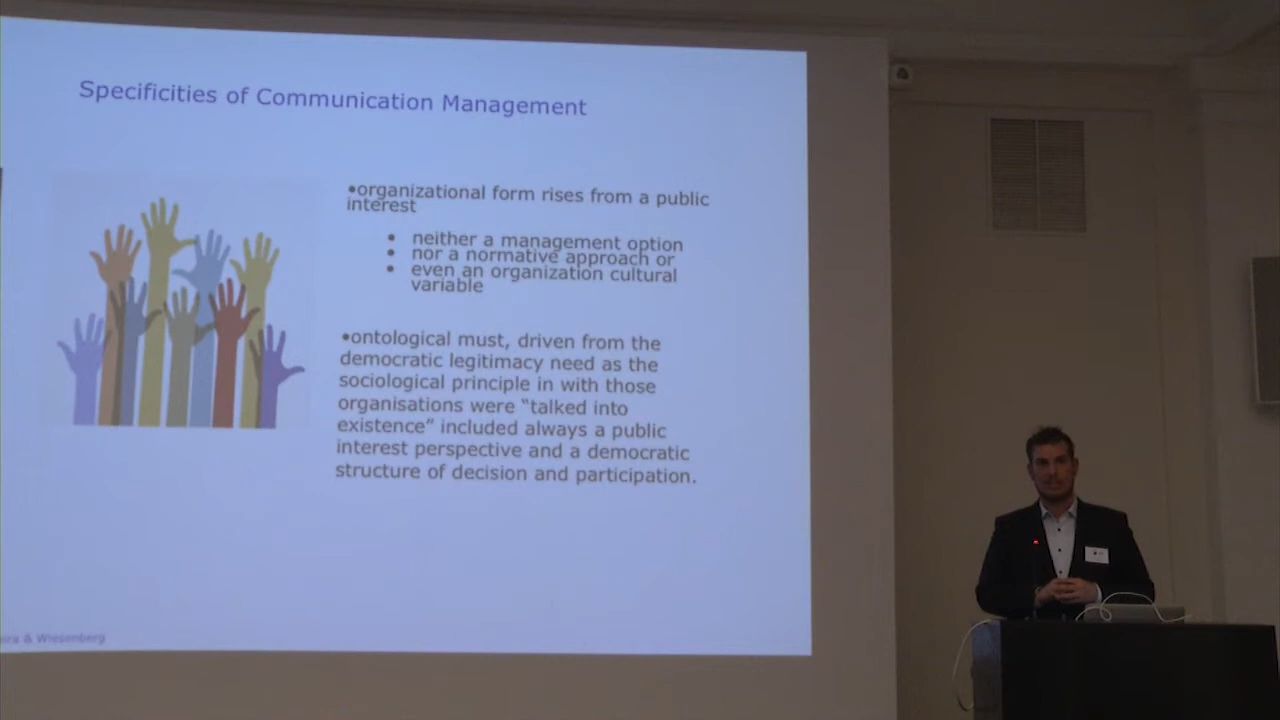 Specificities of Communication Management
•organizational form rises from a public
interest
• neither a management option
• nor a normative approach or
• even an organization cultural
variable
•ontological must, driven from the
democratic legitimacy need as the
sociological principle in with those
organisations were “talked into
existence” included always a public
interest perspective and a democratic
structure of decision and participation.
& Wiesenberg